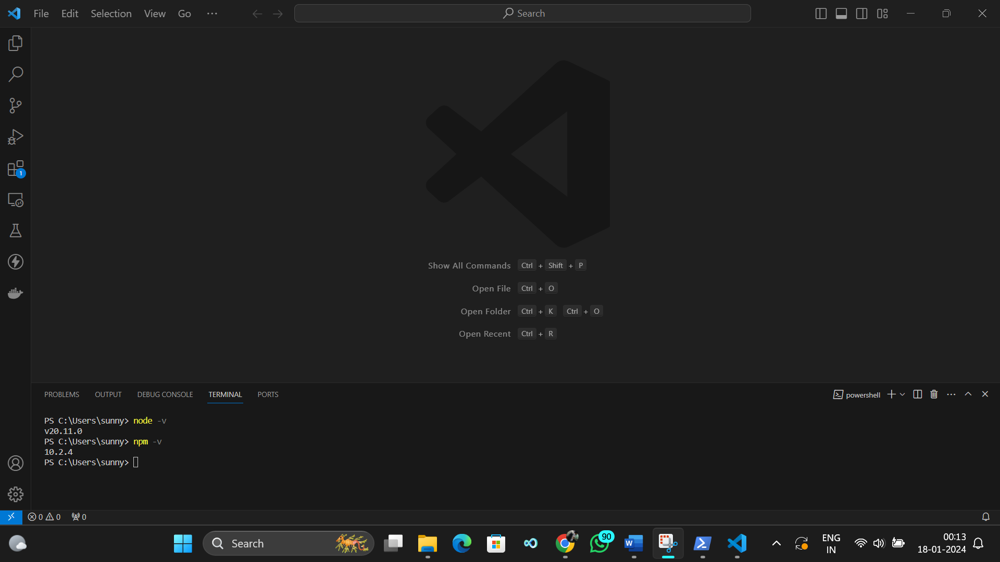 File Edit Selection View Go ···
Search
1
Show All Commands Ctrl + Shift + P
Open File Ctrl + O
Open Folder Ctrl + K Ctrl + O
Open Recent Ctrl + R
PROBLEMS OUTPUT DEBUG CONSOLE TERMINAL PORTS
powershell
PS C:\Users\sunny> node -v
v20.11.0
PS C:\Users\sunny> npm -v
10.2.4
PS C:\Users\sunny>
0 0 0
Search
90
W
ENG
IN
00:13
18-01-2024